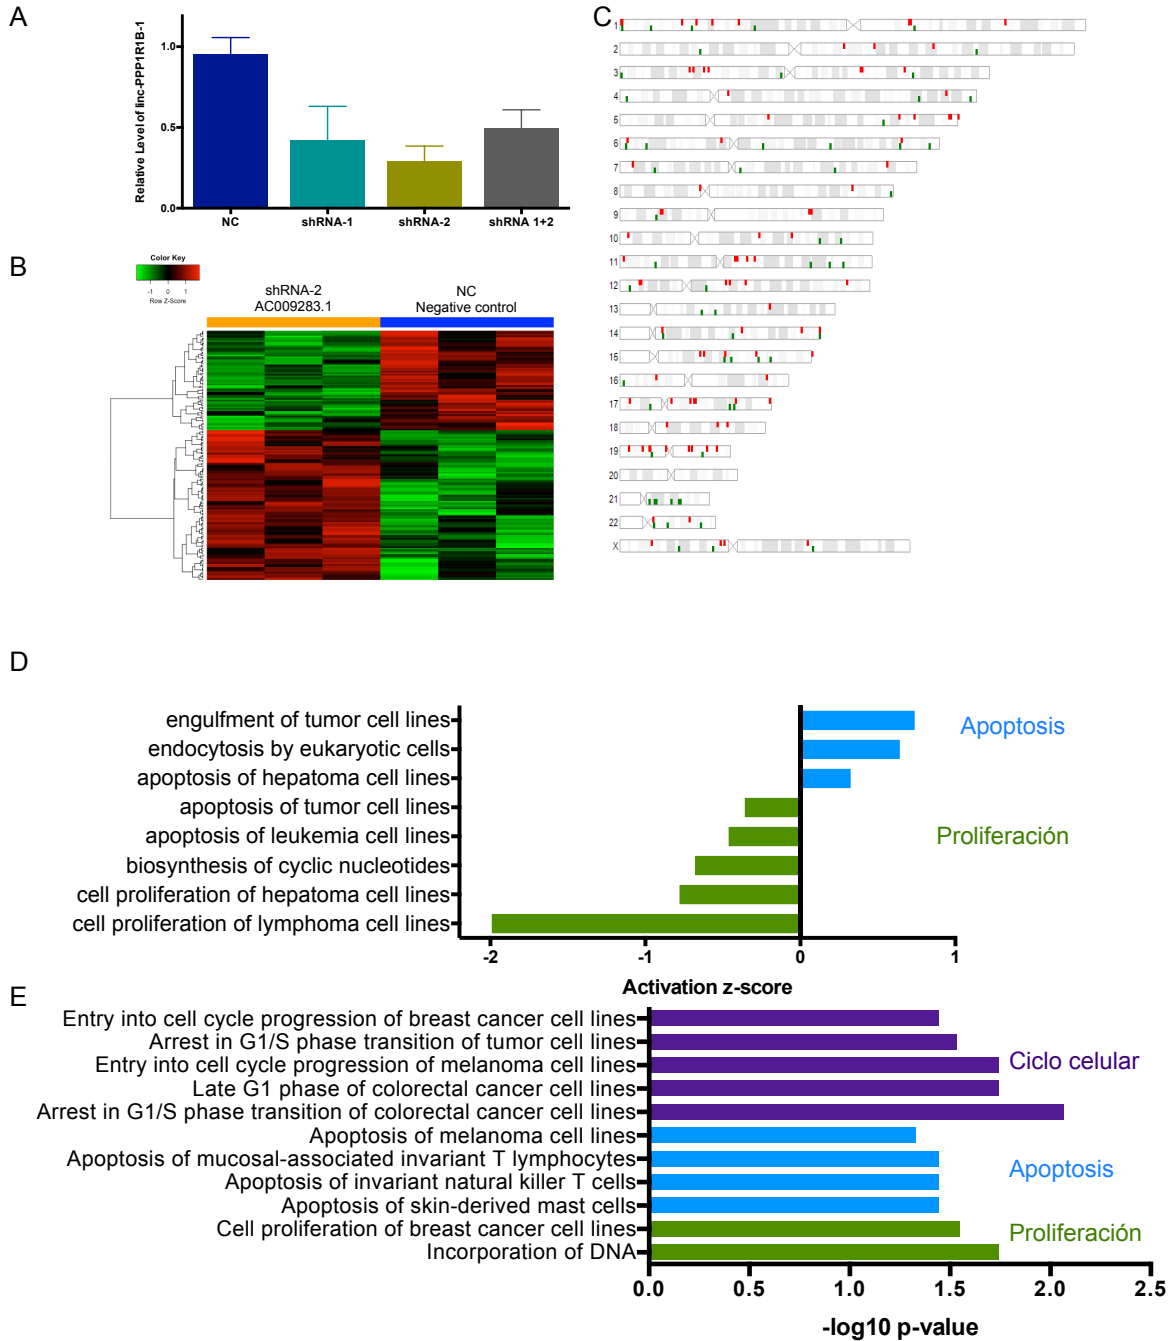 A
Relative Level of linc-PPP1R1B-1
1.0
0.5
0.0
NC
shRNA-1
shRNA-2
shRNA 1+2
B
Color Key
-1
0
1
Row Z-Score
shRNA-2
AC009283.1
NC
Negative control
C
1
2
3
4
5
6
7
8
9
10
11
12
13
14
15
16
17
18
19
20
21
22
X
D
engulfment of tumor cell lines
endocytosis by eukaryotic cells
apoptosis of hepatoma cell lines
apoptosis of tumor cell lines
apoptosis of leukemia cell lines
biosynthesis of cyclic nucleotides
cell proliferation of hepatoma cell lines
cell proliferation of lymphoma cell lines
Apoptosis
Proliferación
-2
-1
0
1
Activation z-score
E
Entry into cell cycle progression of breast cancer cell lines
Arrest in G1/S phase transition of tumor cell lines
Entry into cell cycle progression of melanoma cell lines
Late G1 phase of colorectal cancer cell lines
Arrest in G1/S phase transition of colorectal cancer cell lines
Apoptosis of melanoma cell lines
Apoptosis of mucosal-associated invariant T lymphocytes
Apoptosis of invariant natural killer T cells
Apoptosis of skin-derived mast cells
Cell proliferation of breast cancer cell lines
Incorporation of DNA
Ciclo celular
Apoptosis
Proliferación
0.0
0.5
1.0
1.5
2.0
2.5
-log10 p-value